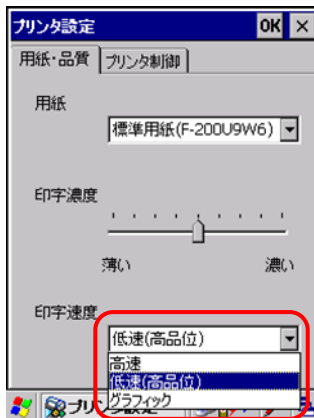 プリンタ設定 OK ×
用紙・品質 プリンタ制御
用紙
標準用紙(F-200U9W6)
印字濃度
薄い 濃い
印字速度
低速(高品位)
高速
低速(高品位)
グラフィック
プリンタ設定